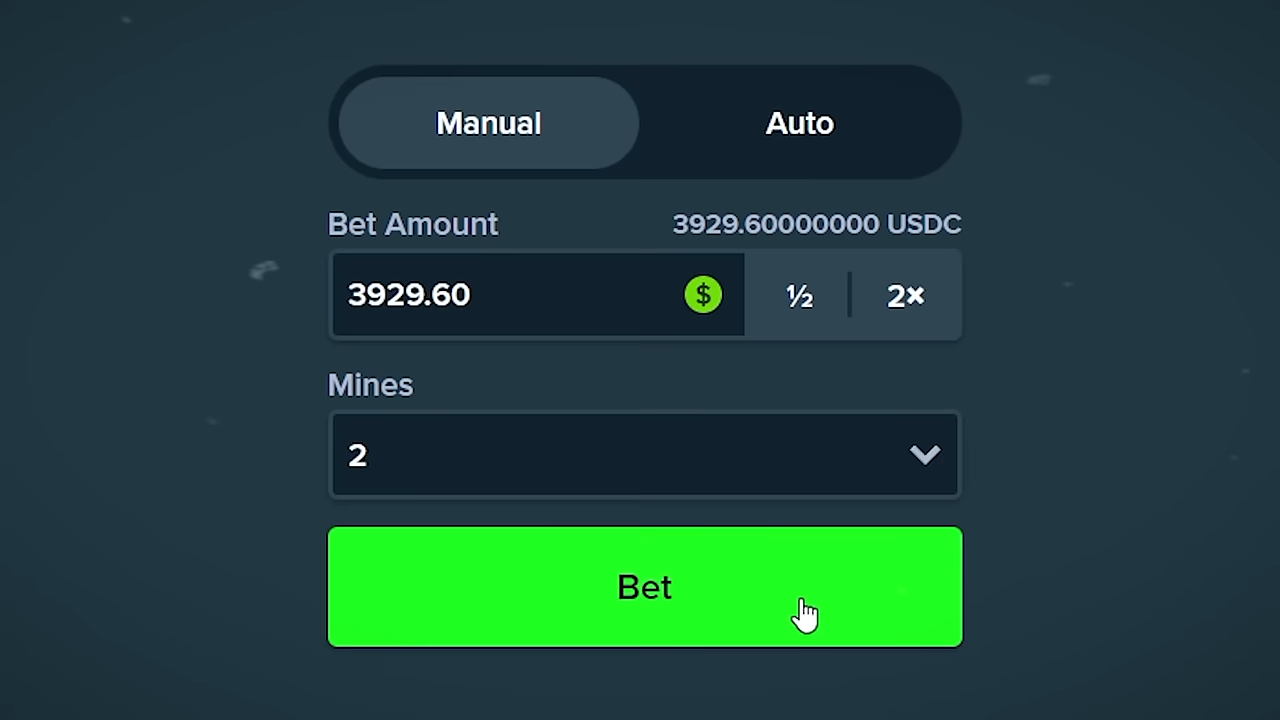 Manual Auto
Bet Amount 3929.60000000 USDC
3929.60 $ ½ 2×
Mines
2
Bet